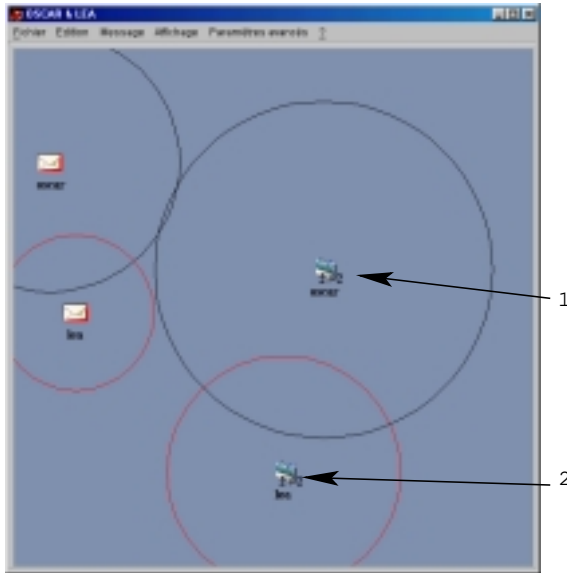 OSCAR & LEA
Fichier Edition Message Affichage Paramètres avancés ?
oscar
oscar
1
lea
lea
2